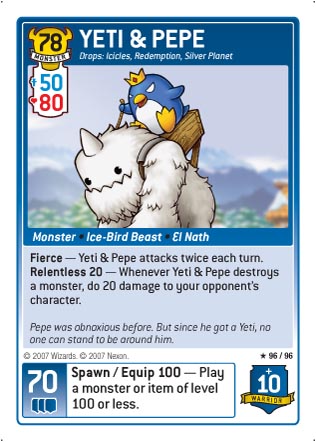 78
MONSTER
YETI & PEPE
Drops: Icicles, Redemption, Silver Planet
+50
80
Monster • Ice-Bird Beast • El Nath
Fierce — Yeti & Pepe attacks twice each turn.
Relentless 20 — Whenever Yeti & Pepe destroys
a monster, do 20 damage to your opponent's
character.
Pepe was obnoxious before. But since he got a Yeti, no
one can stand to be around him.
© 2007 Wizards. © 2007 Nexon.
★ 96 / 96
70
Spawn / Equip 100 — Play
a monster or item of level
100 or less.
+
10
WARRIOR